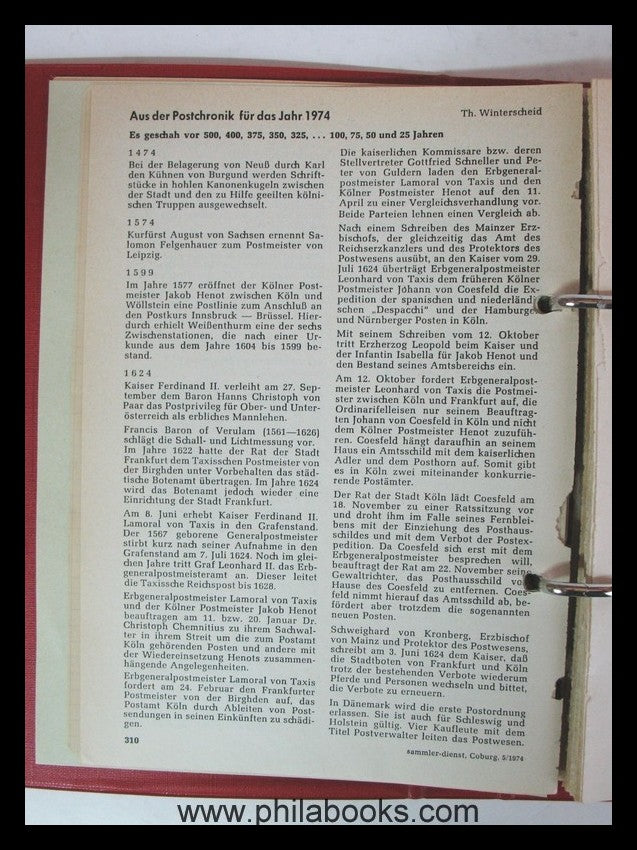 Aus der Postchronik für das Jahr 1974
Th. Winterscheid
Es geschah vor 500, 400, 375, 350, 325, ... 100, 75, 50 und 25 Jahren
1474
Bei der Belagerung von Neuß durch Karl
den Kühnen von Burgund werden Schrift-
stücke in hohlen Kanonenkugeln zwischen
der Stadt und den zu Hilfe geeilten kölni-
schen Truppen ausgewechselt.
1574
Kurfürst August von Sachsen ernennt Sa-
lomon Felgenhauer zum Postmeister von
Leipzig.
1599
Im Jahre 1577 eröffnet der Kölner Post-
meister Jakob Henot zwischen Köln und
Wöllstein eine Postlinie zum Anschluß an
den Postkurs Innsbruck — Brüssel. Hier-
durch erhielt Weißenthurm eine der sechs
Zwischenstationen, die nach einer Ur-
kunde aus dem Jahre 1604 bis 1599 be-
stand.
1624
Kaiser Ferdinand II. verleiht am 27. Sep-
tember dem Baron Hanns Christoph von
Paar das Postprivileg für Ober- und Unter-
österreich als erbliches Mannlehen.
Francis Baron of Verulam (1561—1626)
schlägt die Schall- und Lichtmessung vor.
Im Jahre 1622 hatte der Rat der Stadt
Frankfurt dem Taxisschen Postmeister von
der Birghden unter Vorbehalten das städ-
tische Botenamt übertragen. Im Jahre 1624
wird das Botenamt jedoch wieder eine
Einrichtung der Stadt Frankfurt.
Am 8. Juni erhebt Kaiser Ferdinand II.
Lamoral von Taxis in den Grafenstand.
Der 1567 geborene Generalpostmeister
stirbt kurz nach seiner Aufnahme in den
Grafenstand am 7. Juli 1624. Noch im glei-
chen Jahre tritt Graf Leonhard II. das Erb-
generalpostmeisteramt an. Dieser leitet
die Taxissche Reichspost bis 1628.
Erbgeneralpostmeister Lamoral von Taxis
und der Kölner Postmeister Jakob Henot
beauftragen am 11. bzw. 20. Januar Dr.
Christoph Chemnitius zu ihrem Sachwal-
ter in ihrem Streit um die zum Postamt
Köln gehörenden Posten und andere mit
der Wiedereinsetzung Henots zusammen-
hängende Angelegenheiten.
Erbgeneralpostmeister Lamoral von Taxis
fordert am 24. Februar den Frankfurter
Postmeister von der Birghden auf, das
Postamt Köln durch Ableiten von Post-
sendungen in seinen Einkünften zu schädi-
gen.
310
Die kaiserlichen Kommissare bzw. deren
Stellvertreter Gottfried Schneller und Pe-
ter von Guldern laden den Erbgeneral-
postmeister Lamoral von Taxis und den
Kölner Postmeister Henot auf den 11.
April zu einer Vergleichsverhandlung vor.
Beide Parteien lehnen einen Vergleich ab.
Nach einem Schreiben des Mainzer Erz-
bischofs, der gleichzeitig das Amt des
Reichserzkanzlers und des Protektors des
Postwesens ausübt, an den Kaiser vom 29.
Juli 1624 überträgt Erbgeneralpostmeister
Leonhard von Taxis dem früheren Kölner
Postmeister Johann von Coesfeld die Ex-
pedition der spanischen und niederländi-
schen „Despacchi" und der Hamburger
und Nürnberger Posten in Köln.
Mit seinem Schreiben vom 12. Oktober
tritt Erzherzog Leopold beim Kaiser und
der Infantin Isabella für Jakob Henot und
den Bestand seines Amtsbereichs ein.
Am 12. Oktober fordert Erbgeneralpost-
meister Leonhard von Taxis die Postmei-
ster zwischen Köln und Frankfurt auf, die
Ordinarifelleisen nur seinem Beauftrag-
ten Johann von Coesfeld in Köln und nicht
dem Kölner Postmeister Henot zuzufüh-
ren. Coesfeld hängt daraufhin an seinem
Haus ein Amtsschild mit dem kaiserlichen
Adler und dem Posthorn auf. Somit gibt
es in Köln zwei miteinander konkurrie-
rende Postämter.
Der Rat der Stadt Köln lädt Coesfeld am
18. November zu einer Ratssitzung vor
und droht ihm im Falle seines Fernblei-
bens mit der Einziehung des Posthaus-
schildes und mit dem Verbot der Postex-
pedition. Da Coesfeld sich erst mit dem
Erbgeneralpostmeister besprechen will,
beauftragt der Rat am 22. November seine
Gewaltrichter, das Posthausschild vom
Hause des Coesfeld zu entfernen. Coes-
feld nimmt hierauf das Amtsschild ab, be-
fördert aber trotzdem die sogenannten
neuen Posten.
Schweighard von Kronberg, Erzbischof
von Mainz und Protektor des Postwesens,
schreibt am 3. Juni 1624 dem Kaiser, daß
die Stadtboten von Frankfurt und Köln
trotz der bestehenden Verbote wiederum
Pferde und Personen wechseln und bittet,
die Verbote zu erneuern.
In Dänemark wird die erste Postordnung
erlassen. Sie ist auch für Schleswig und
Holstein gültig. Vier Kaufleute mit dem
Titel Postverwalter leiten das Postwesen.
sammler-dienst, Coburg, 5/1974
www.philabooks.com